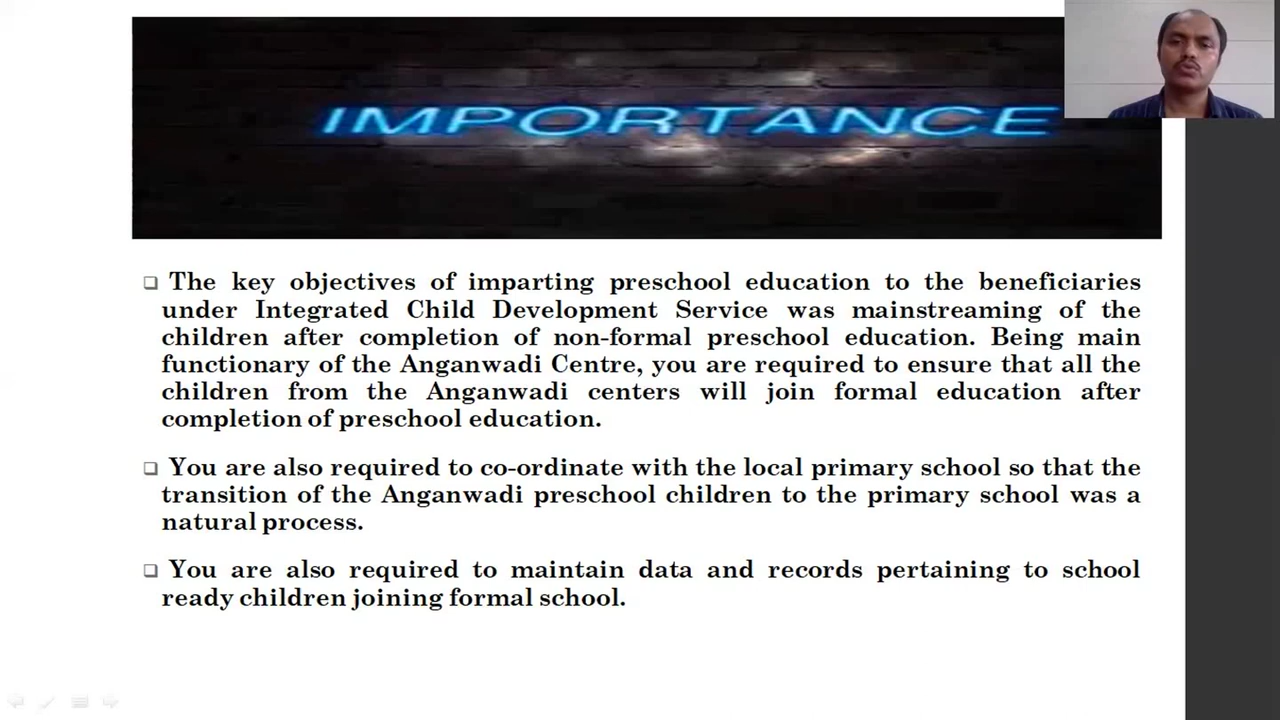 IMPORTANCE
The key objectives of imparting preschool education to the beneficiaries
under Integrated Child Development Service was mainstreaming of the
children after completion of non-formal preschool education. Being main
functionary of the Anganwadi Centre, you are required to ensure that all the
children from the Anganwadi centers will join formal education after
completion of preschool education.
You are also required to co-ordinate with the local primary school so that the
transition of the Anganwadi preschool children to the primary school was a
natural process.
You are also required to maintain data and records pertaining to school
ready children joining formal school.